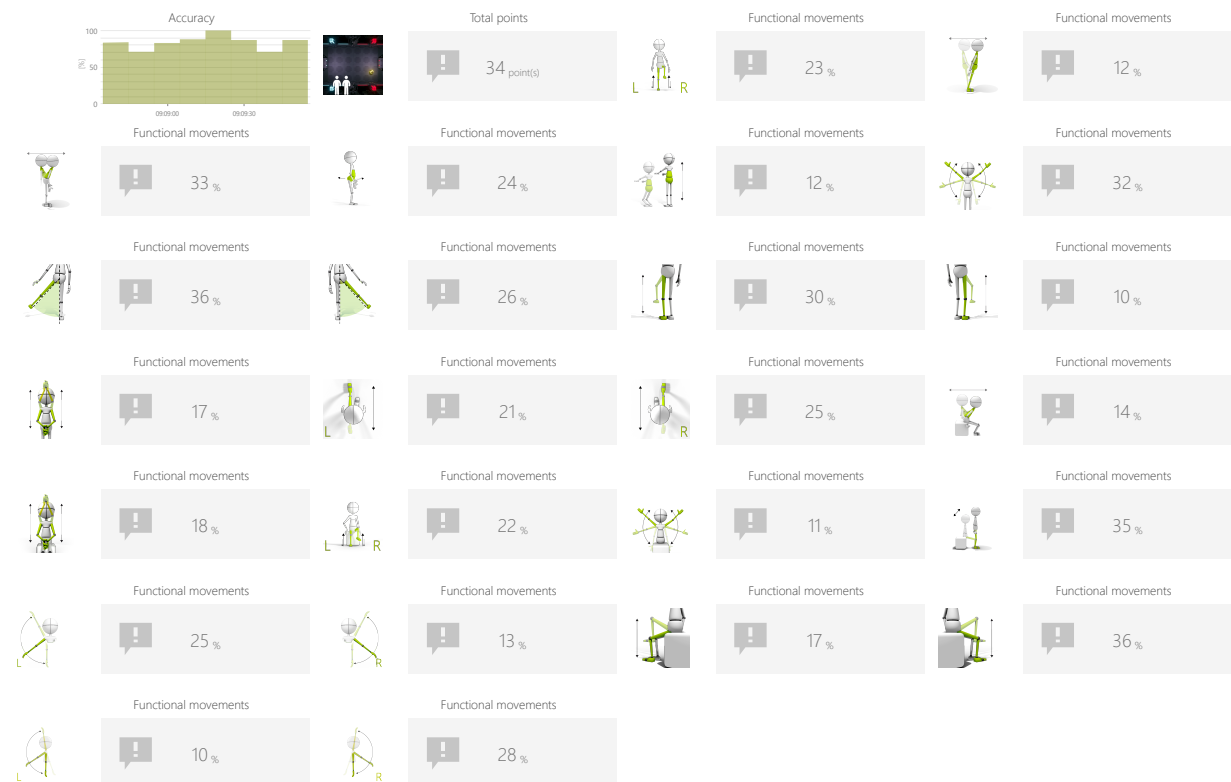 Accuracy
Total points
Functional movements
Functional movements
100
50
0
[%]
09:09:00
09:09:30
34 point(s)
L R
23 %
12 %
Functional movements
Functional movements
Functional movements
Functional movements
33 %
24 %
12 %
32 %
Functional movements
Functional movements
Functional movements
Functional movements
36 %
26 %
30 %
10 %
Functional movements
Functional movements
Functional movements
Functional movements
17 %
L
21 %
R
25 %
14 %
Functional movements
Functional movements
Functional movements
Functional movements
18 %
L R
22 %
11 %
35 %
Functional movements
Functional movements
Functional movements
Functional movements
L
25 %
R
13 %
17 %
36 %
Functional movements
Functional movements
L
10 %
R
28 %